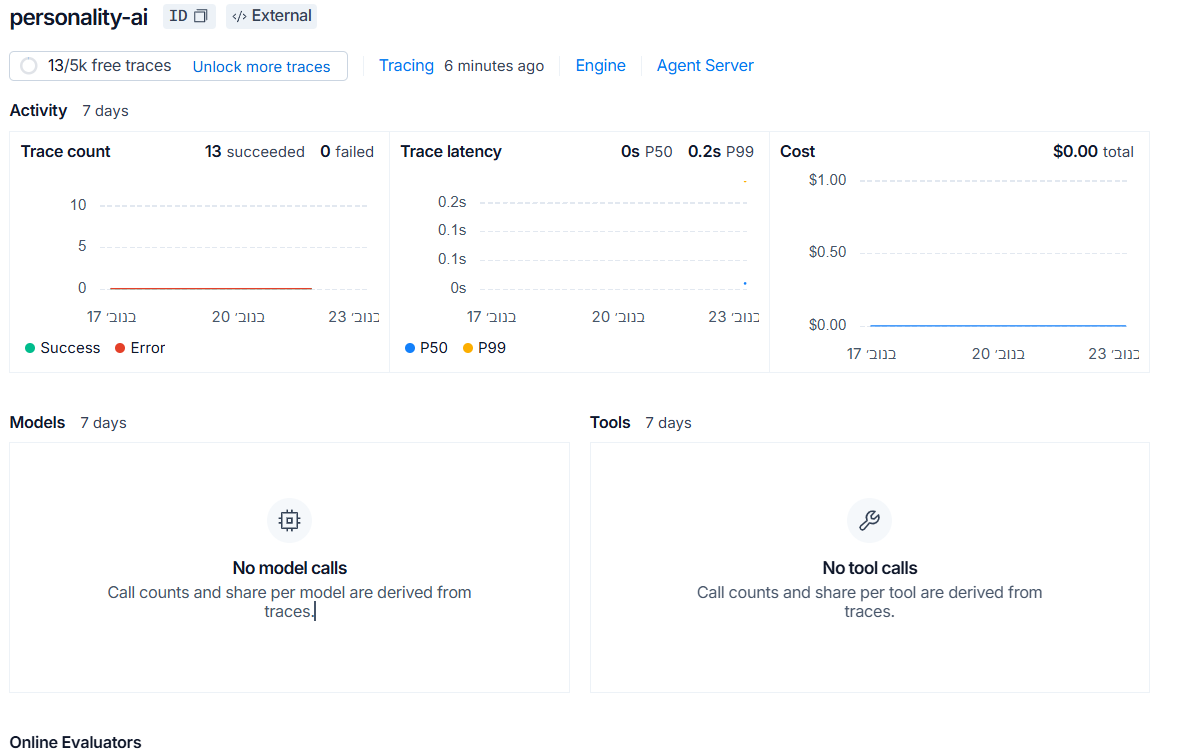 personality-ai ID External
13/5k free traces Unlock more traces Tracing 6 minutes ago Engine Agent Server
Activity 7 days
Trace count 13 succeeded 0 failed
10
5
0
17 בנוב׳ 20 בנוב׳ 23 בנוב׳
Success Error
Trace latency 0s P50 0.2s P99
0.2s
0.1s
0.1s
0s
17 בנוב׳ 20 בנוב׳ 23 בנוב׳
P50 P99
Cost $0.00 total
$1.00
$0.50
$0.00
17 בנוב׳ 20 בנוב׳ 23 בנוב׳
Models 7 days
No model calls
Call counts and share per model are derived from
traces.
Tools 7 days
No tool calls
Call counts and share per tool are derived from
traces.
Online Evaluators